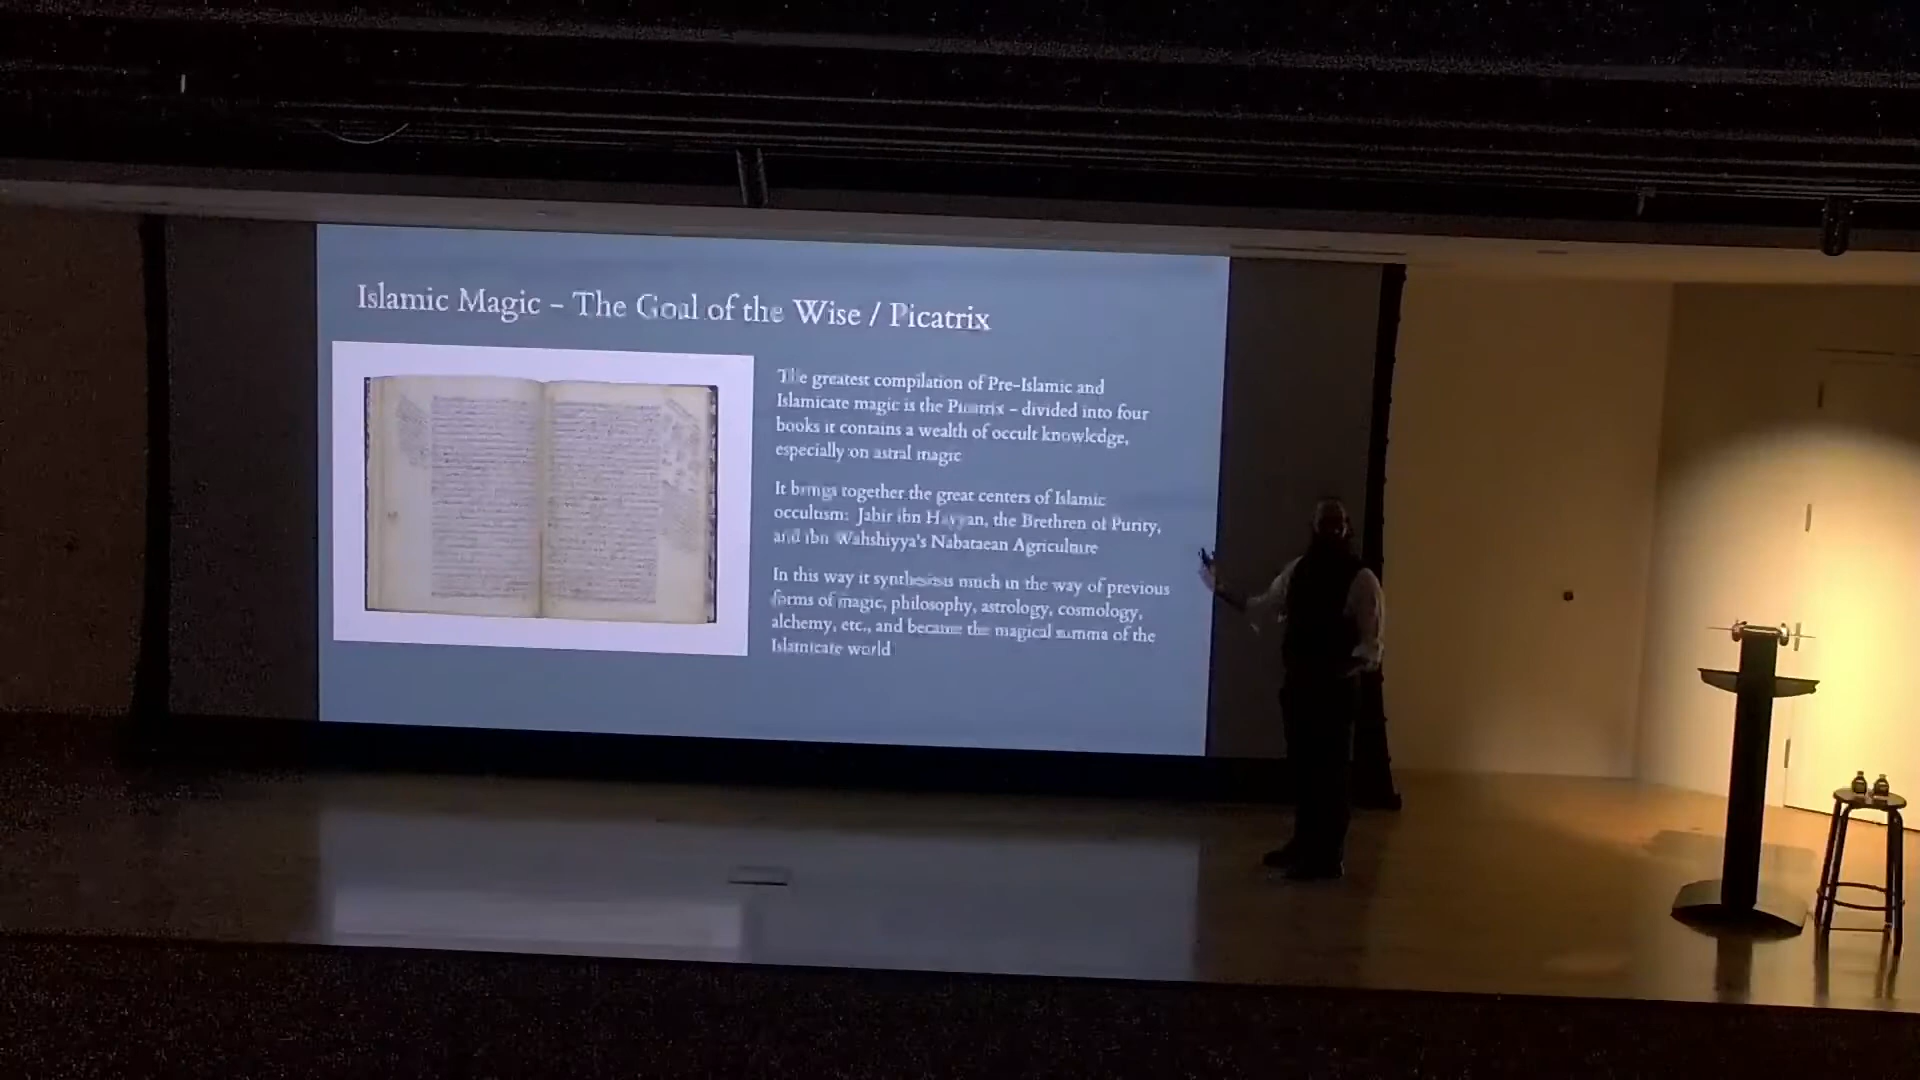 Islamic Magic – The Goal of the Wise / Picatrix
The greatest compilation of Pre-Islamic and
Islamicate magic is the Picatrix – divided into four
books it contains a wealth of occult knowledge,
especially on astral magic
It brings together the great centers of Islamic
occultism: Jabir ibn Hayyan, the Brethren of Purity,
and ibn Wahshiyya's Nabataean Agriculture
In this way it synthesisis much in the way of previous
forms of magic, philosophy, astrology, cosmology,
alchemy, etc., and became the magical summa of the
Islamicate world